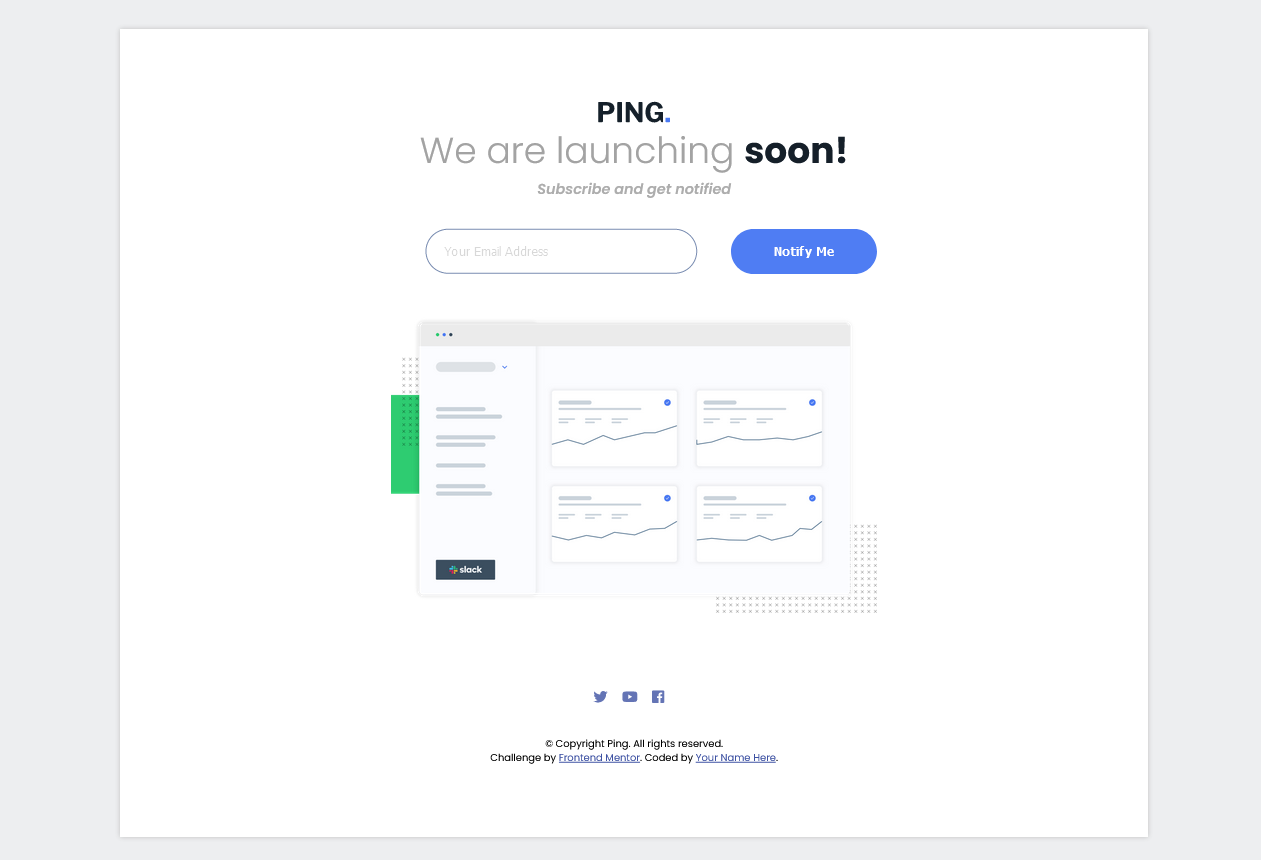 PING.
We are launching soon!
Subscribe and get notified
Your Email Address
Notify Me
slack
© Copyright Ping. All rights reserved.
Challenge by Frontend Mentor. Coded by Your Name Here.